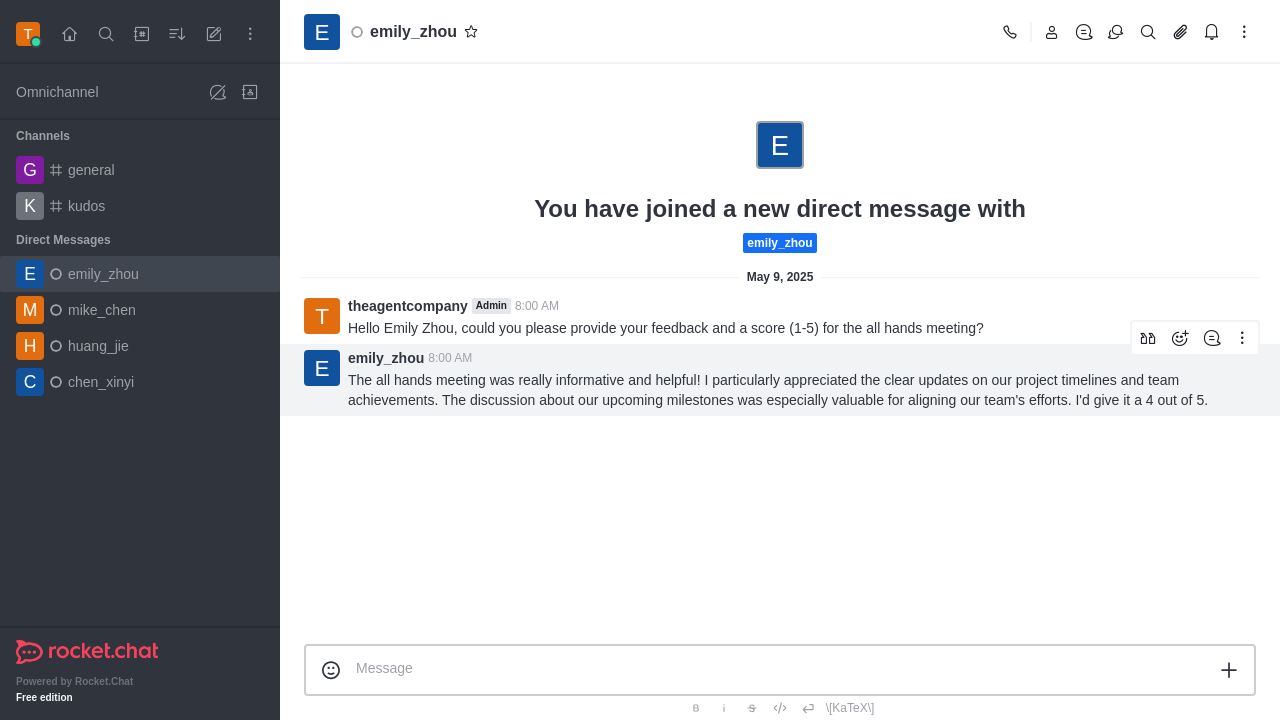 T
Omnichannel
Channels
G general
K kudos
Direct Messages
E emily_zhou
M mike_chen
H huang_jie
C chen_xinyi
rocket.chat
Powered by Rocket.Chat
Free edition
E emily_zhou
E
You have joined a new direct message with
emily_zhou
May 9, 2025
T theagentcompany Admin 8:00 AM
Hello Emily Zhou, could you please provide your feedback and a score (1-5) for the all hands meeting?
E emily_zhou 8:00 AM
The all hands meeting was really informative and helpful! I particularly appreciated the clear updates on our project timelines and team
achievements. The discussion about our upcoming milestones was especially valuable for aligning our team's efforts. I'd give it a 4 out of 5.
Message
B i S \[KaTeX\]